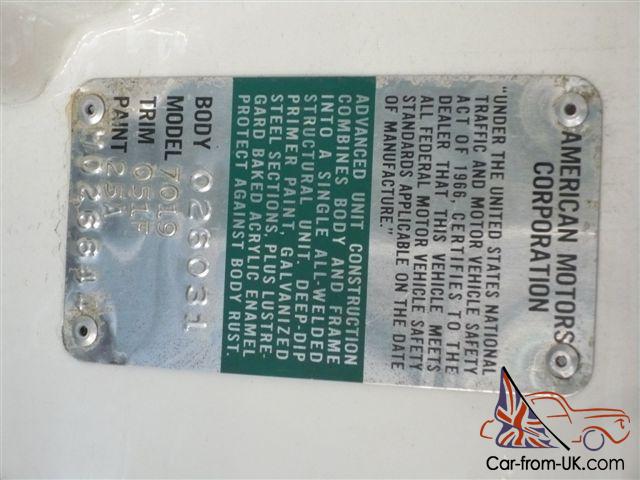 AMERICAN MOTORS
CORPORATION
"UNDER THE UNITED STATES NATIONAL
TRAFFIC AND MOTOR VEHICLE SAFETY
ACT OF 1966, CERTIFIES TO THE
DEALER THAT THIS VEHICLE MEETS
ALL FEDERAL MOTOR VEHICLE SAFETY
STANDARDS APPLICABLE ON THE DATE
OF MANUFACTURE."
ADVANCED UNIT CONSTRUCTION
COMBINES BODY AND FRAME
INTO A SINGLE ALL-WELDED
STRUCTURAL UNIT. DEEP-DIP
PRIMER PAINT, GALVANIZED
STEEL SECTIONS, PLUS LUSTRE-
GARD BAKED ACRYLIC ENAMEL
PROTECT AGAINST BODY RUST.
BODY 026031
MODEL 7019
TRIM 051F
PAINT 25A
Car-from-UK.com